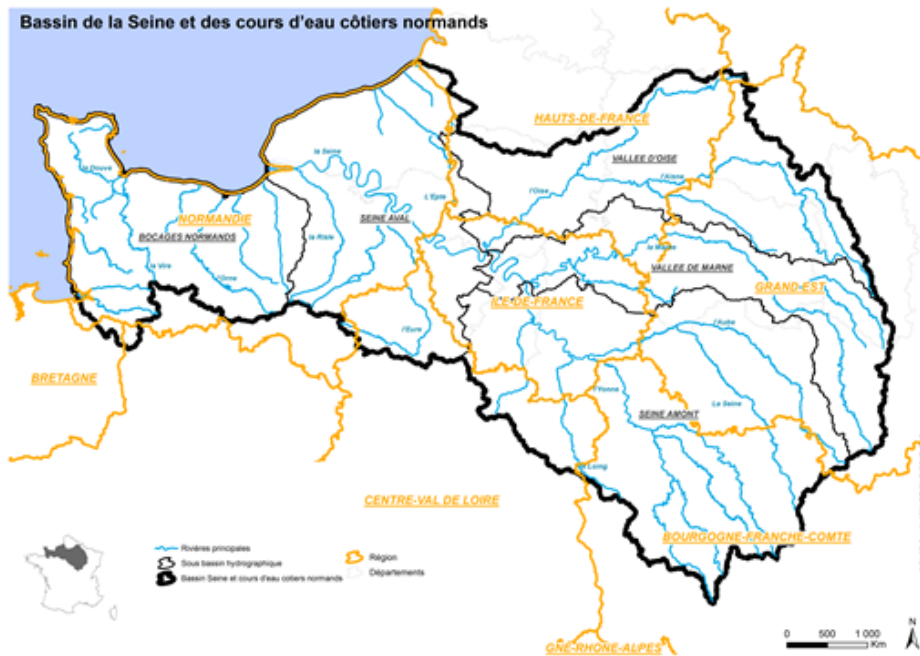 Bassin de la Seine et des cours d'eau côtiers normands
HAUTS-DE-FRANCE
la Seine
VALLEE D'OISE
la Douve
l'Aisne
l'Oise
L'Epte
NORMANDIE
SEINE AVAL
BOCAGES NORMANDS
la Risle
la Marne
la Vire
VALLEE DE MARNE
l'Orne
GRAND-EST
ILE-DE-FRANCE
l'Aube
l'Eure
BRETAGNE
l'Yonne
La Seine
SEINE AMONT
le Loing
CENTRE-VAL DE LOIRE
BOURGOGNE-FRANCHE-COMTE
Rivières principales
Sous bassin hydrographique
Bassin Seine et cours d'eau cotiers normands
Région
Départements
GNE-RHONE-ALPES
0 500 1 000
Km
N